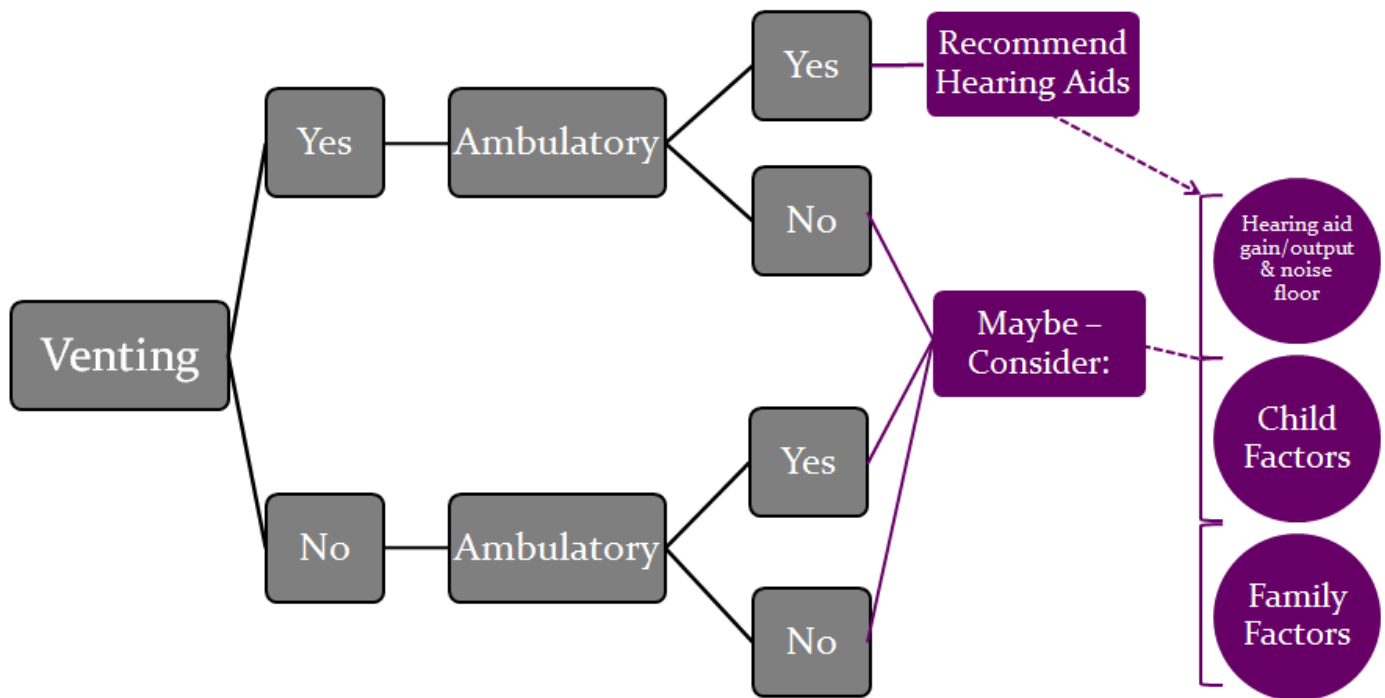 Venting
Yes
Ambulatory
Yes
No
No
Ambulatory
Yes
No
Recommend
Hearing Aids
Maybe –
Consider:
Hearing aid
gain/output
& noise
floor
Child
Factors
Family
Factors